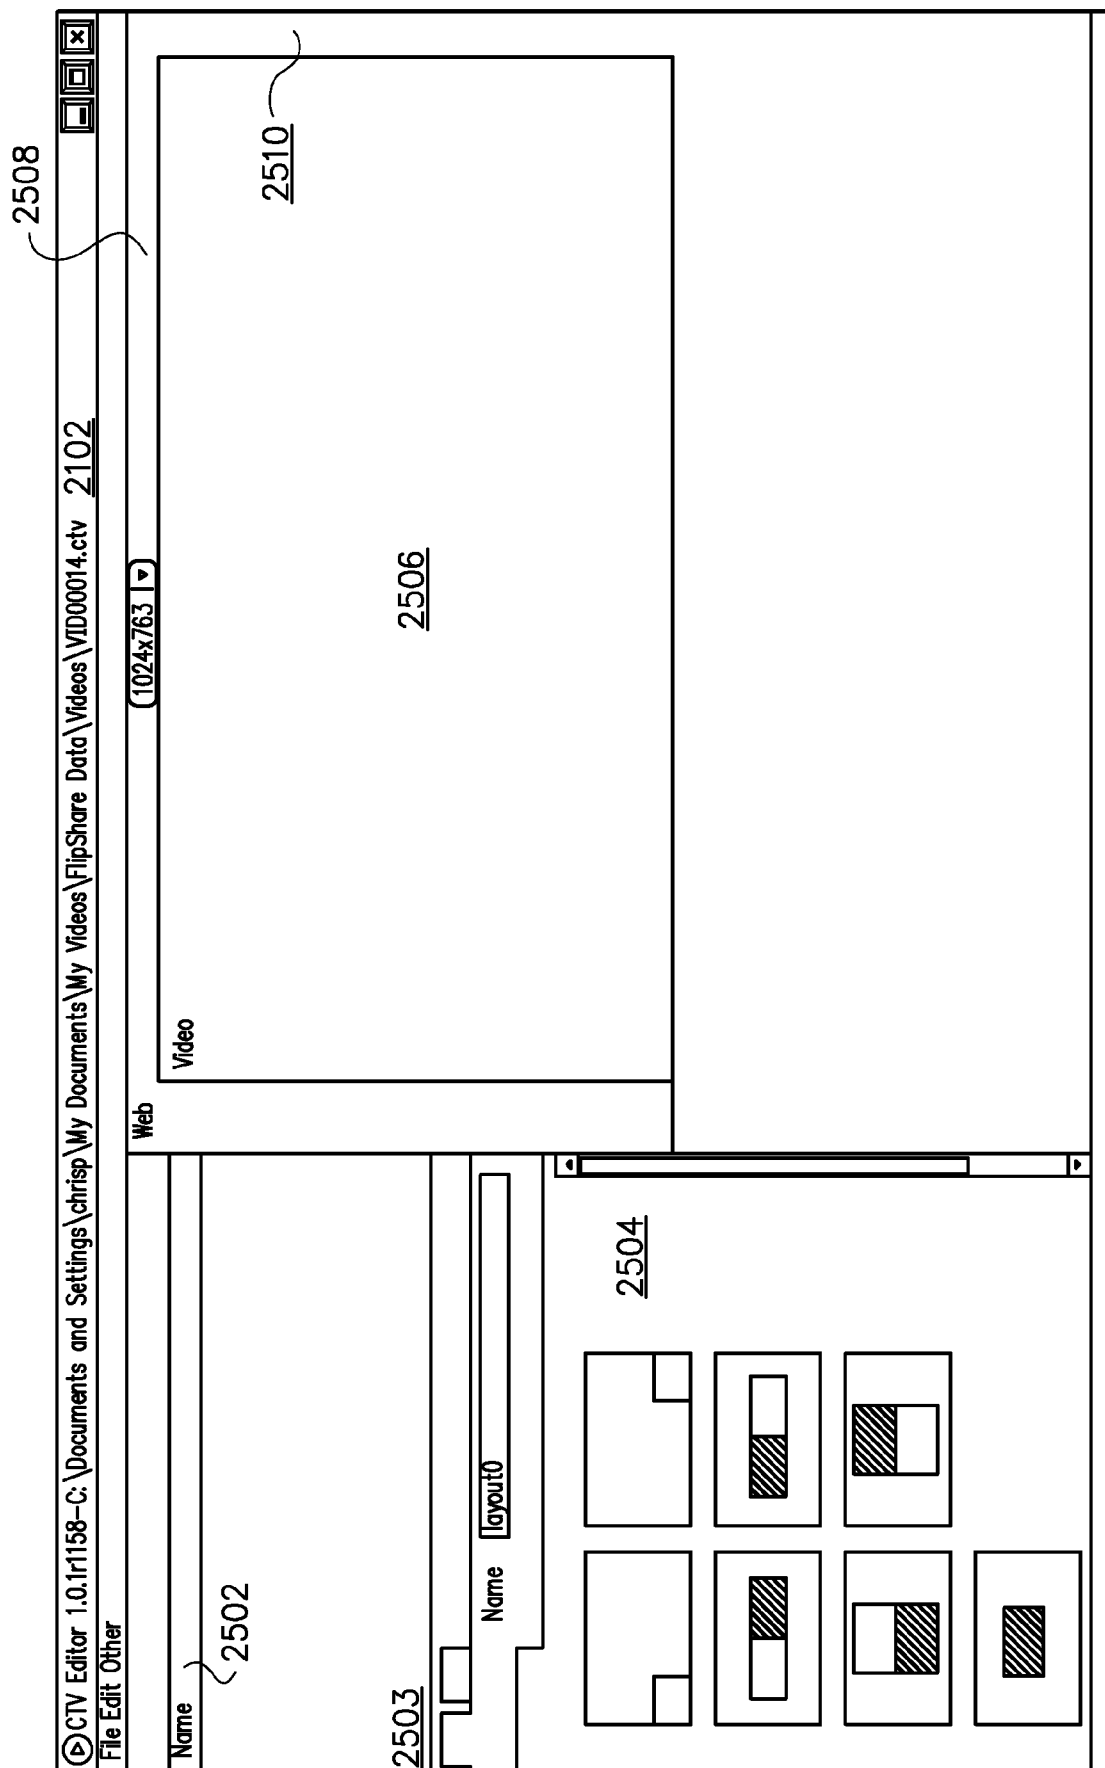 2508
CTV Editor 1.0.1r1158-C: \Documents and Settings\chrisp\My Documents\My Videos\FlipShare Data\Videos\VID00014.ctv 2102
File Edit Other
Web
1024x763
Name
Video
2502
2510
2506
2503
Name layout0
2504